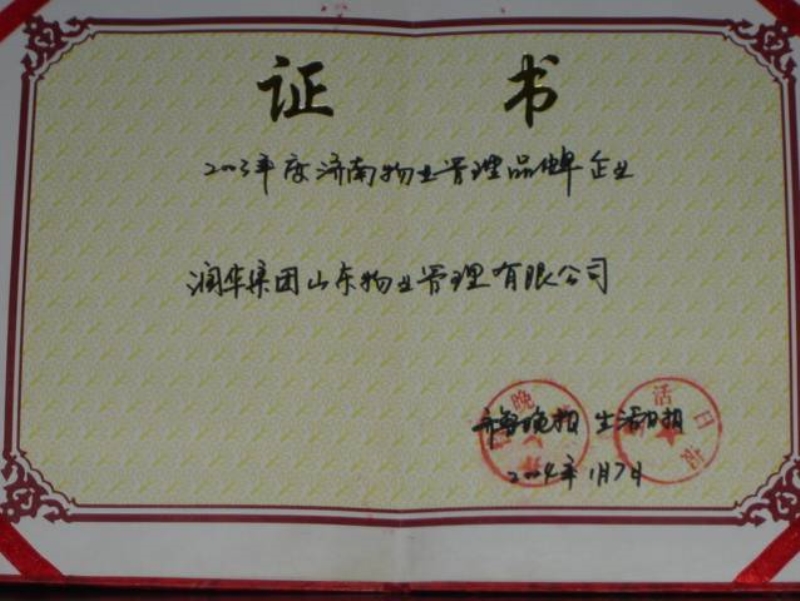 证书
2003年度济南物业管理品牌企业
润华集团山东物业管理有限公司
齐鲁晚报 生活日报
2004年1月7日